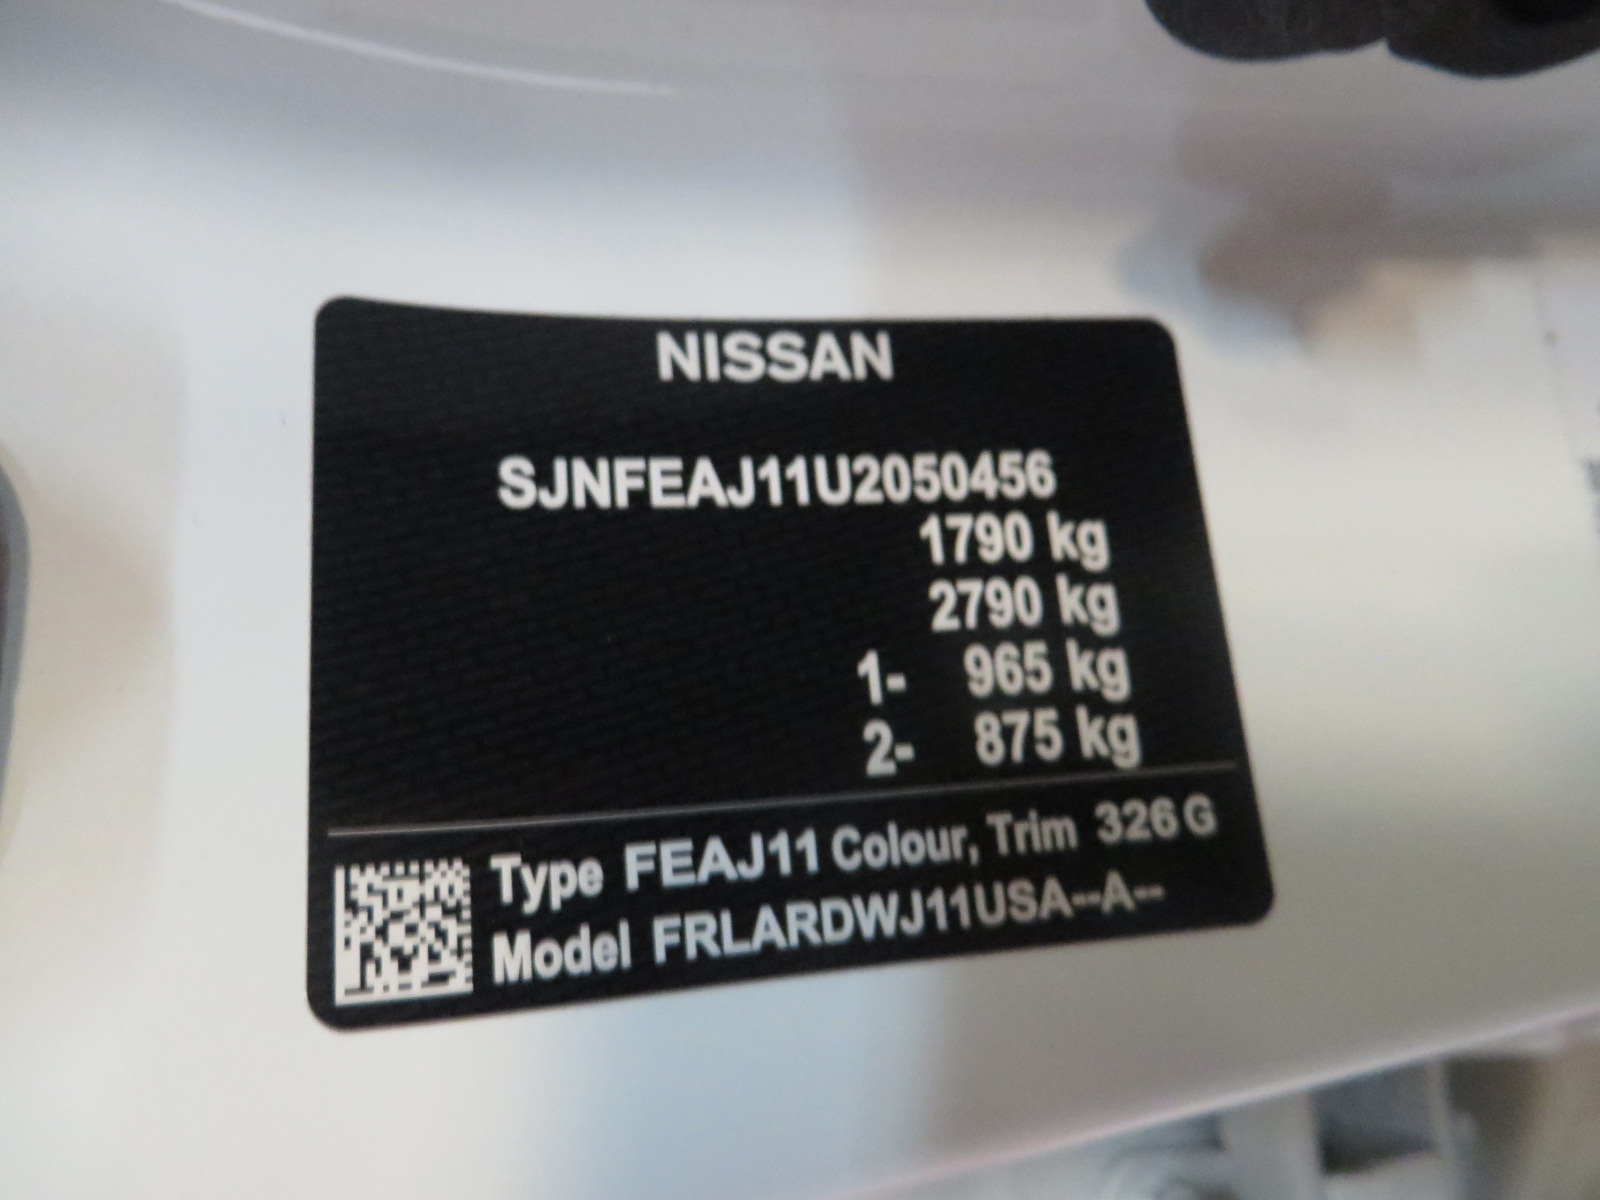 NISSAN
SJNFEAJ11U2050456
1790 kg
2790 kg
1- 965 kg
2- 875 kg
Type FEAJ11 Colour, Trim 326 G
Model FRLARDWJ11USA--A--